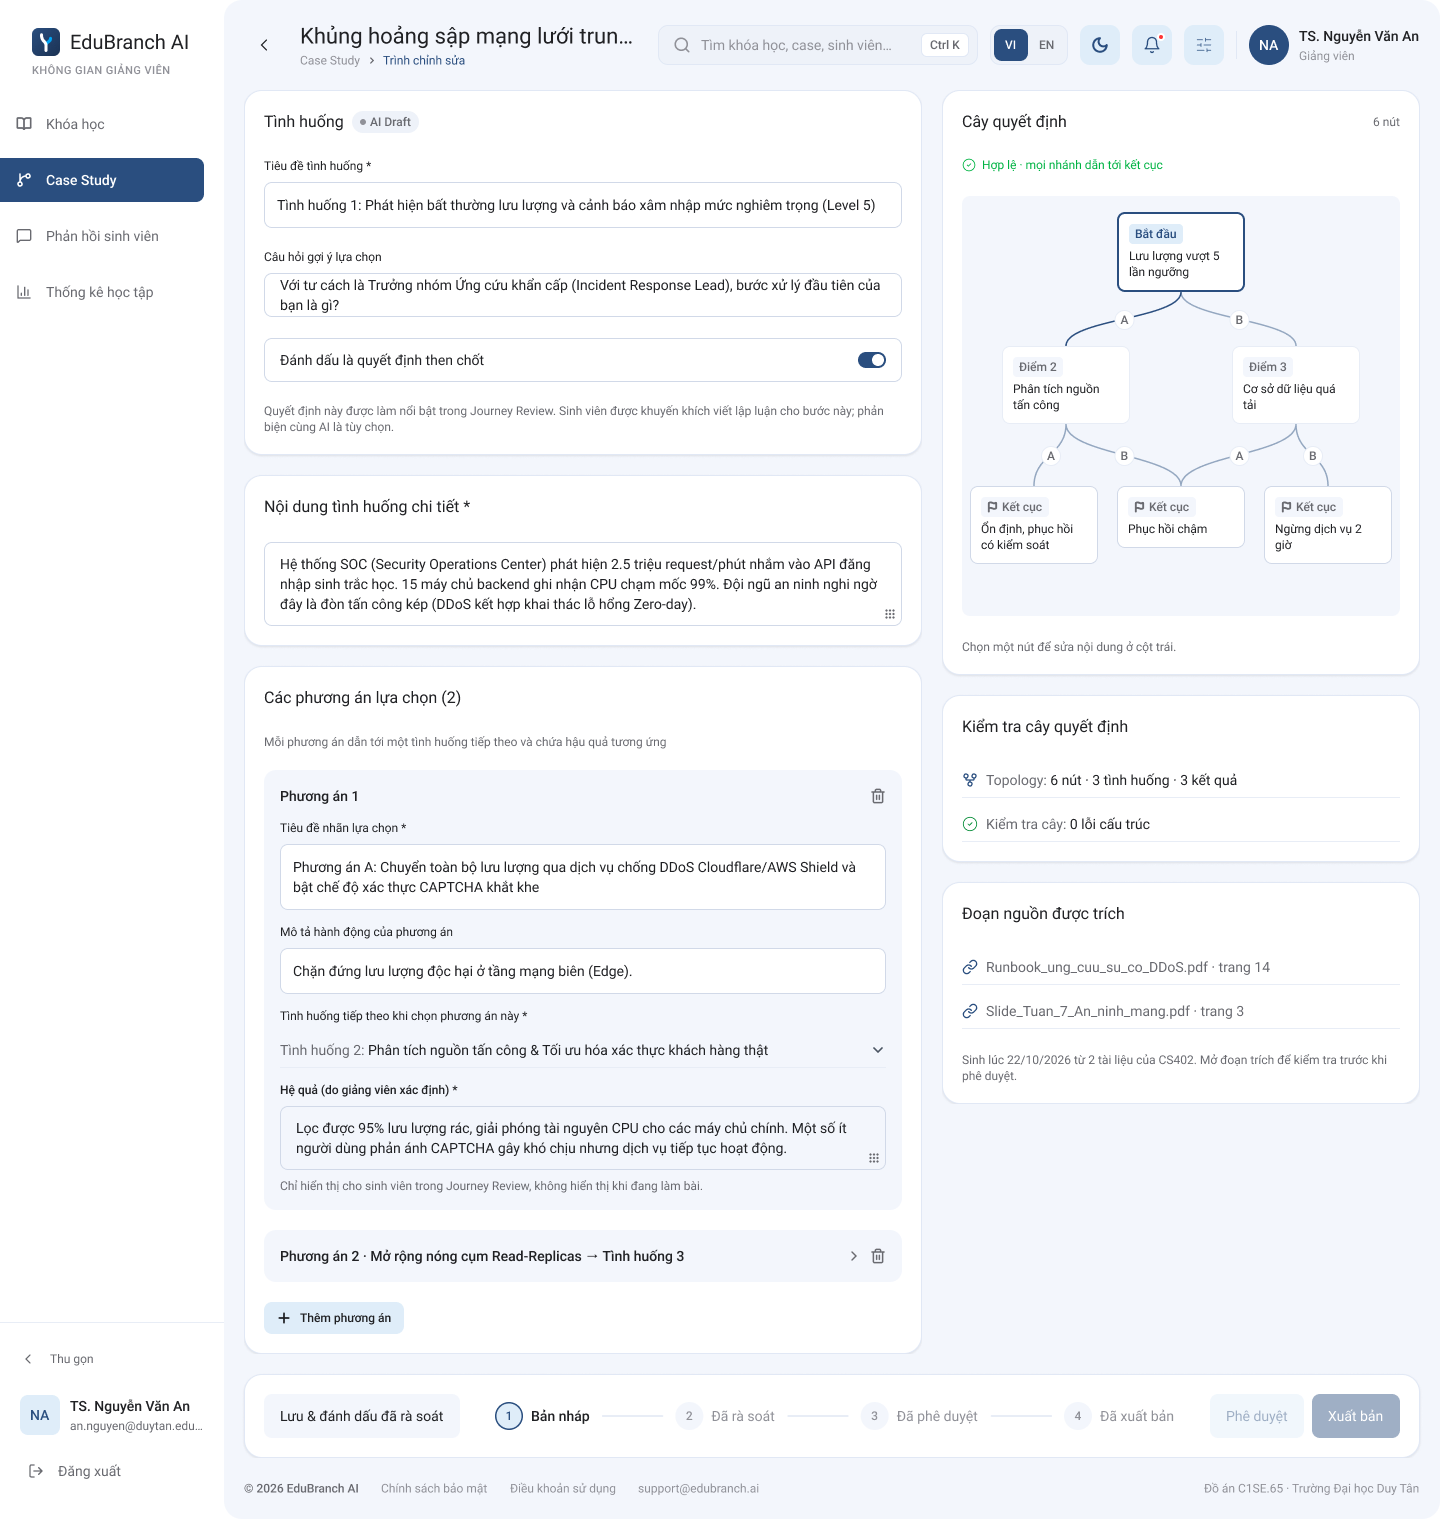 EduBranch AI
KHÔNG GIAN GIẢNG VIÊN
Khóa học
Case Study
Phản hồi sinh viên
Thống kê học tập
Thu gọn
NA
TS. Nguyễn Văn An
an.nguyen@duytan.edu...
Đăng xuất
Khủng hoảng sập mạng lưới trun...
Case Study > Trình chỉnh sửa
Tìm khóa học, case, sinh viên...
Ctrl K
VI
EN
NA
TS. Nguyễn Văn An
Giảng viên
Tình huống
AI Draft
Tiêu đề tình huống *
Tình huống 1: Phát hiện bất thường lưu lượng và cảnh báo xâm nhập mức nghiêm trọng (Level 5)
Câu hỏi gợi ý lựa chọn
Với tư cách là Trưởng nhóm Ứng cứu khẩn cấp (Incident Response Lead), bước xử lý đầu tiên của
bạn là gì?
Đánh dấu là quyết định then chốt
Quyết định này được làm nổi bật trong Journey Review. Sinh viên được khuyến khích viết lập luận cho bước này; phản
biện cùng AI là tùy chọn.
Nội dung tình huống chi tiết *
Hệ thống SOC (Security Operations Center) phát hiện 2.5 triệu request/phút nhắm vào API đăng
nhập sinh trắc học. 15 máy chủ backend ghi nhận CPU chạm mốc 99%. Đội ngũ an ninh nghi ngờ
đây là đòn tấn công kép (DDoS kết hợp khai thác lỗ hổng Zero-day).
Các phương án lựa chọn (2)
Mỗi phương án dẫn tới một tình huống tiếp theo và chứa hậu quả tương ứng
Phương án 1
Tiêu đề nhãn lựa chọn *
Phương án A: Chuyển toàn bộ lưu lượng qua dịch vụ chống DDoS Cloudflare/AWS Shield và
bật chế độ xác thực CAPTCHA khắt khe
Mô tả hành động của phương án
Chặn đứng lưu lượng độc hại ở tầng mạng biên (Edge).
Tình huống tiếp theo khi chọn phương án này *
Tình huống 2: Phân tích nguồn tấn công & Tối ưu hóa xác thực khách hàng thật
Hệ quả (do giảng viên xác định) *
Lọc được 95% lưu lượng rác, giải phóng tài nguyên CPU cho các máy chủ chính. Một số ít
người dùng phản ánh CAPTCHA gây khó chịu nhưng dịch vụ tiếp tục hoạt động.
Chỉ hiển thị cho sinh viên trong Journey Review, không hiển thị khi đang làm bài.
Phương án 2 · Mở rộng nóng cụm Read-Replicas → Tình huống 3
Thêm phương án
Cây quyết định
6 nút
Hợp lệ · mọi nhánh dẫn tới kết cục
Bắt đầu
Lưu lượng vượt 5
lần ngưỡng
A
B
Điểm 2
Phân tích nguồn
tấn công
Điểm 3
Cơ sở dữ liệu quá
tải
A
B
A
B
Kết cục
Ổn định, phục hồi
có kiểm soát
Kết cục
Phục hồi chậm
Kết cục
Ngừng dịch vụ 2
giờ
Chọn một nút để sửa nội dung ở cột trái.
Kiểm tra cây quyết định
Topology: 6 nút · 3 tình huống · 3 kết quả
Kiểm tra cây: 0 lỗi cấu trúc
Đoạn nguồn được trích
Runbook_ung_cuu_su_co_DDoS.pdf · trang 14
Slide_Tuan_7_An_ninh_mang.pdf · trang 3
Sinh lúc 22/10/2026 từ 2 tài liệu của CS402. Mở đoạn trích để kiểm tra trước khi
phê duyệt.
Lưu & đánh dấu đã rà soát
1 Bản nháp
2 Đã rà soát
3 Đã phê duyệt
4 Đã xuất bản
Phê duyệt
Xuất bản
© 2026 EduBranch AI
Chính sách bảo mật
Điều khoản sử dụng
support@edubranch.ai
Đồ án C1SE.65 · Trường Đại học Duy Tân